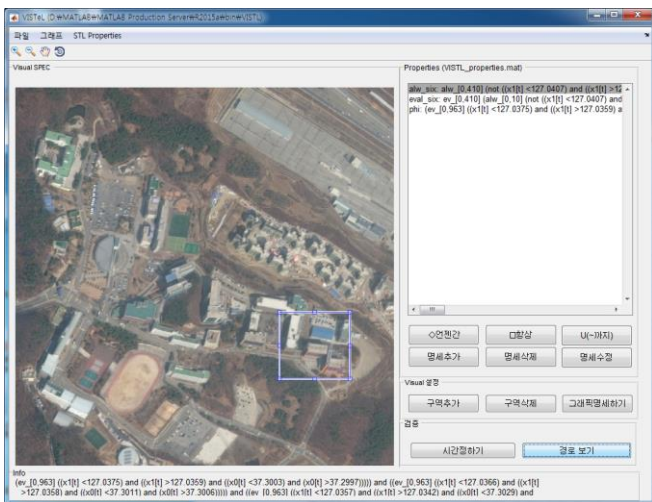 VISTeL (D:₩MATLAB₩MATLAB Production Server₩R2015a₩bin₩VISTL)
파일 그래프 STL Properties
Visual SPEC
Properties (VISTL_properties.mat)
alw_six: alw_[0,410] (not ((x1[t] <127.0407) and ((x1[t] >12
eval_six: ev_[0,410] (alw_[0,10] (not ((x1[t] <127.0407) and
phi: (ev_[0,963] ((x1[t] <127.0375) and ((x1[t] >127.0359) a
◇언젠간 □항상 U(~까지)
명세추가 명세삭제 명세수정
Visual 설정
구역추가 구역삭제 그래픽명세하기
검증
시간정하기 경로 보기
Info
(ev_[0,963] ((x1[t] <127.0375) and ((x1[t] >127.0359) and ((x0[t] <37.3003) and (x0[t] >37.2997))))) and ((ev_[0,963] ((x1[t] <127.0366) and ((x1[t]
>127.0358) and ((x0[t] <37.3011) and (x0[t] >37.3006))))) and ((ev_[0,963] ((x1[t] <127.0357) and ((x1[t] >127.0342) and ((x0[t] <37.3029) and